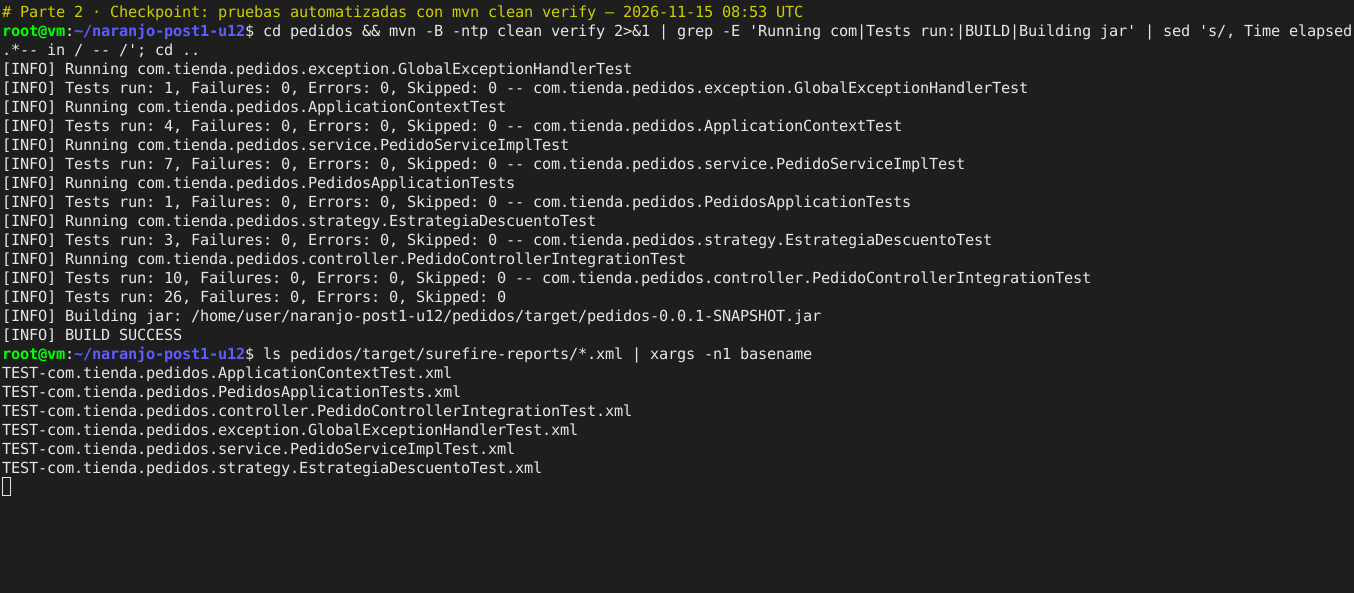 # Parte 2 · Checkpoint: pruebas automatizadas con mvn clean verify — 2026-11-15 08:53 UTC
root@vm:~/naranjo-post1-u12$ cd pedidos && mvn -B -ntp clean verify 2>&1 | grep -E 'Running com|Tests run:|BUILD|Building jar' | sed 's/, Time elapsed
.*-- in / -- /'; cd ..
[INFO] Running com.tienda.pedidos.exception.GlobalExceptionHandlerTest
[INFO] Tests run: 1, Failures: 0, Errors: 0, Skipped: 0 -- com.tienda.pedidos.exception.GlobalExceptionHandlerTest
[INFO] Running com.tienda.pedidos.ApplicationContextTest
[INFO] Tests run: 4, Failures: 0, Errors: 0, Skipped: 0 -- com.tienda.pedidos.ApplicationContextTest
[INFO] Running com.tienda.pedidos.service.PedidoServiceImplTest
[INFO] Tests run: 7, Failures: 0, Errors: 0, Skipped: 0 -- com.tienda.pedidos.service.PedidoServiceImplTest
[INFO] Running com.tienda.pedidos.PedidosApplicationTests
[INFO] Tests run: 1, Failures: 0, Errors: 0, Skipped: 0 -- com.tienda.pedidos.PedidosApplicationTests
[INFO] Running com.tienda.pedidos.strategy.EstrategiaDescuentoTest
[INFO] Tests run: 3, Failures: 0, Errors: 0, Skipped: 0 -- com.tienda.pedidos.strategy.EstrategiaDescuentoTest
[INFO] Running com.tienda.pedidos.controller.PedidoControllerIntegrationTest
[INFO] Tests run: 10, Failures: 0, Errors: 0, Skipped: 0 -- com.tienda.pedidos.controller.PedidoControllerIntegrationTest
[INFO] Tests run: 26, Failures: 0, Errors: 0, Skipped: 0
[INFO] Building jar: /home/user/naranjo-post1-u12/pedidos/target/pedidos-0.0.1-SNAPSHOT.jar
[INFO] BUILD SUCCESS
root@vm:~/naranjo-post1-u12$ ls pedidos/target/surefire-reports/*.xml | xargs -n1 basename
TEST-com.tienda.pedidos.ApplicationContextTest.xml
TEST-com.tienda.pedidos.PedidosApplicationTests.xml
TEST-com.tienda.pedidos.controller.PedidoControllerIntegrationTest.xml
TEST-com.tienda.pedidos.exception.GlobalExceptionHandlerTest.xml
TEST-com.tienda.pedidos.service.PedidoServiceImplTest.xml
TEST-com.tienda.pedidos.strategy.EstrategiaDescuentoTest.xml